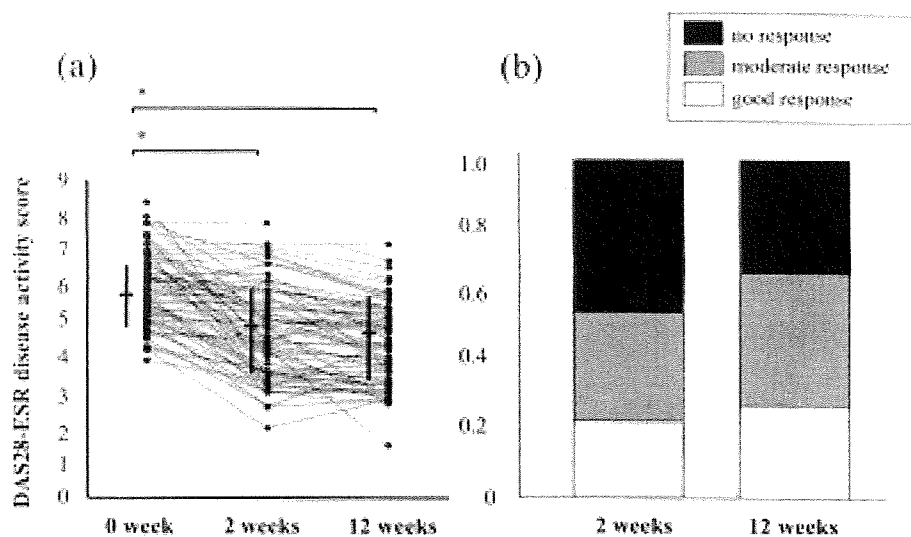 (a)
*
*
DAS28-ESR disease activity score
9
8
7
6
5
4
3
2
1
0
0 week
2 weeks
12 weeks
(b)
no response
moderate response
good response
1.0
0.8
0.6
0.4
0.2
0
2 weeks
12 weeks